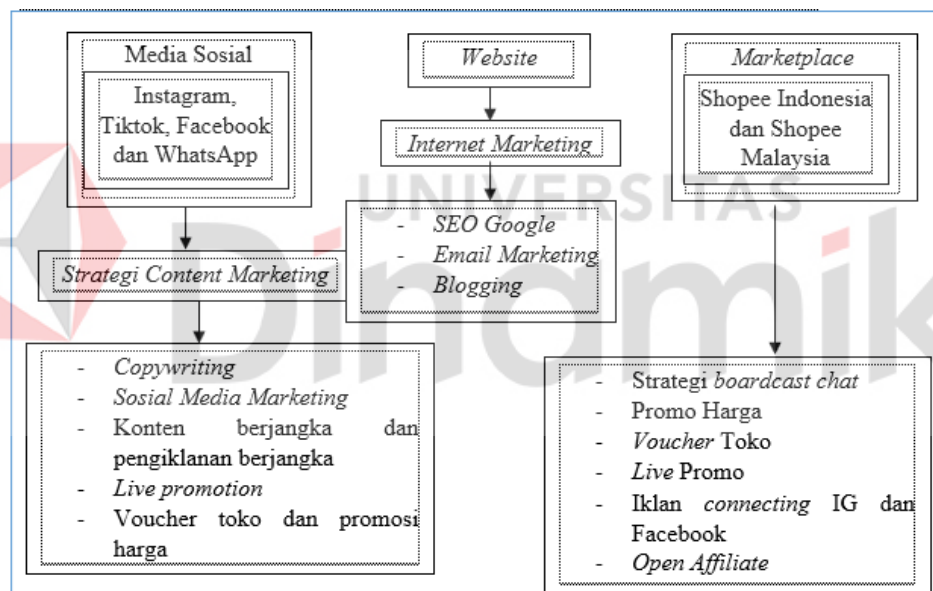 Media Sosial
Instagram,
Tiktok, Facebook
dan WhatsApp
Strategi Content Marketing
- Copywriting
- Sosial Media Marketing
- Konten berjangka dan
pengiklanan berjangka
- Live promotion
- Voucher toko dan promosi
harga
Website
Internet Marketing
- SEO Google
- Email Marketing
- Blogging
Marketplace
Shopee Indonesia
dan Shopee
Malaysia
- Strategi boardcast chat
- Promo Harga
- Voucher Toko
- Live Promo
- Iklan connecting IG dan
Facebook
- Open Affiliate
UNIVERSITAS
Dinamika